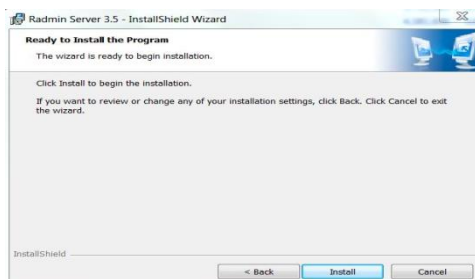 Radmin Server 3.5 - InstallShield Wizard
Ready to Install the Program
The wizard is ready to begin installation.
Click Install to begin the installation.
If you want to review or change any of your installation settings, click Back. Click Cancel to exit
the wizard.
InstallShield
< Back Install Cancel